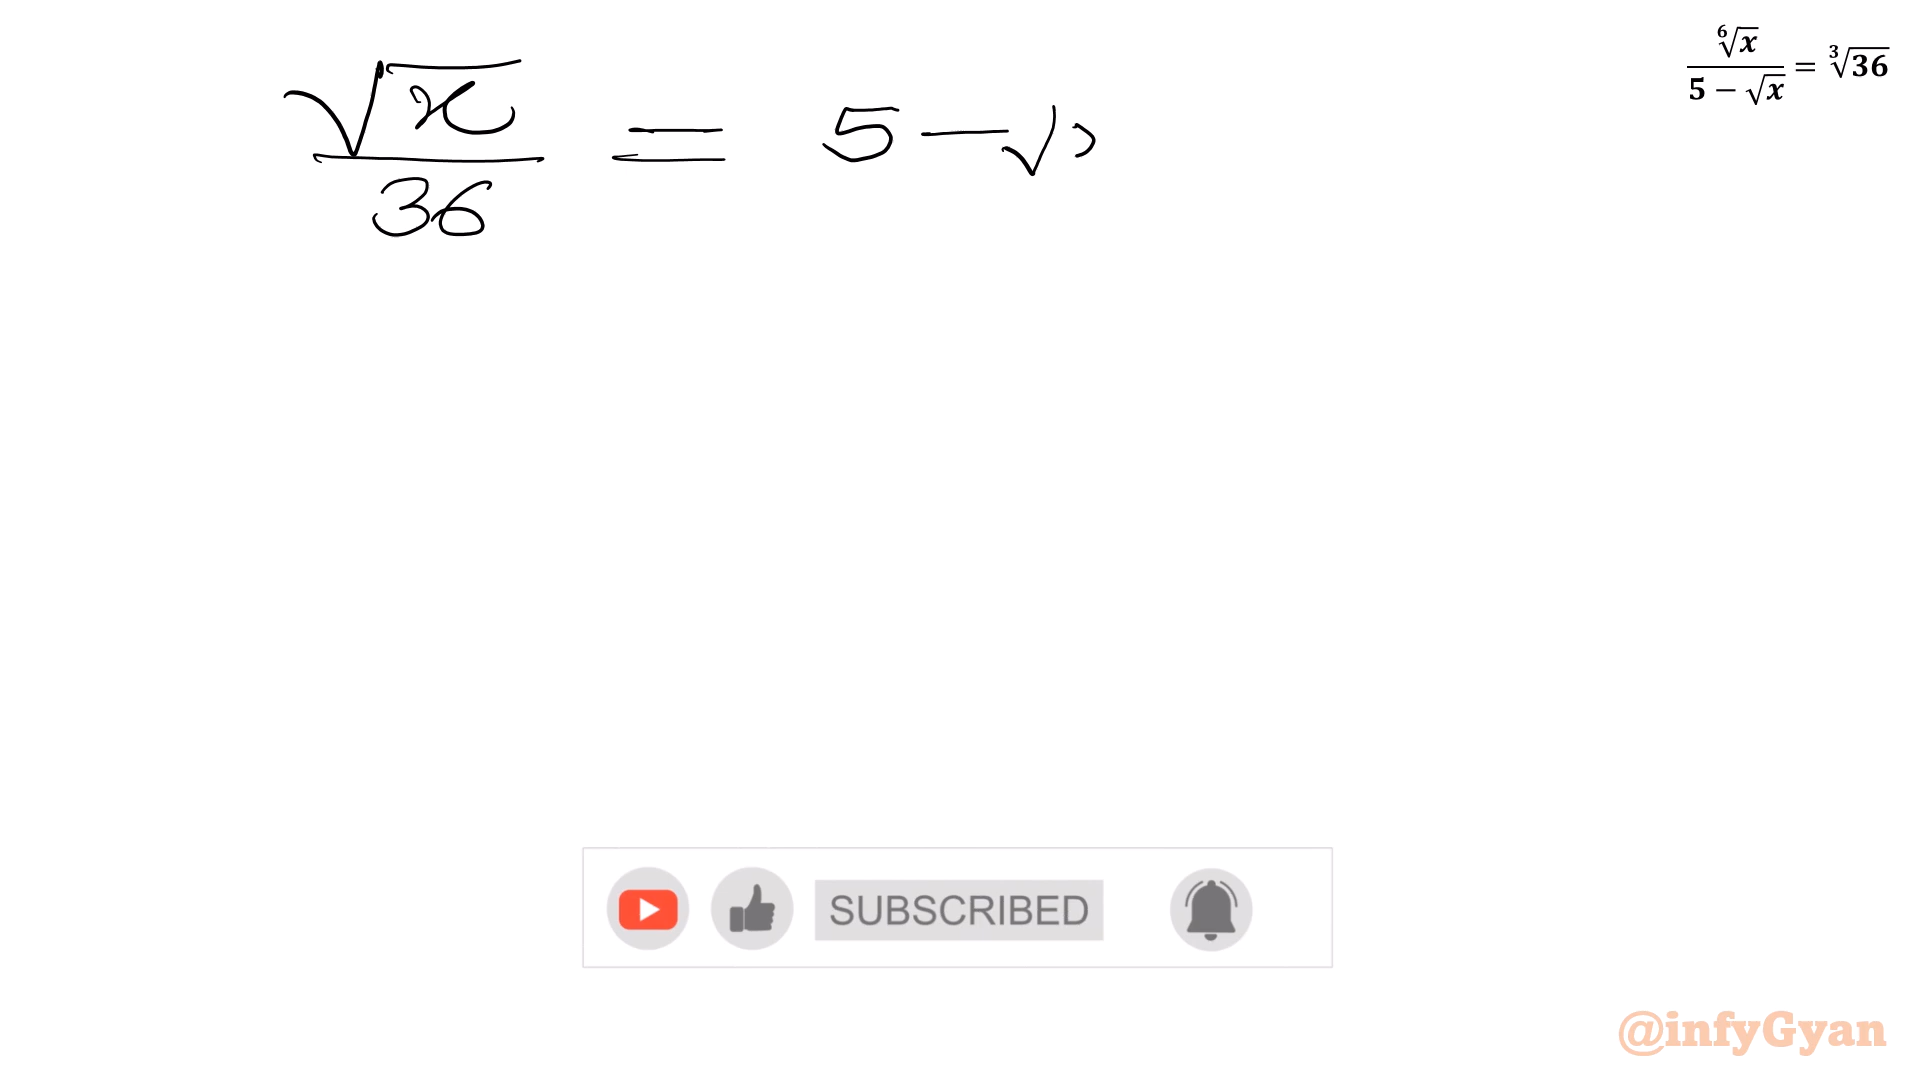 √x/36 = 5 − √
⁶√x/(5 − √x) = ³√36
SUBSCRIBED
@infyGyan